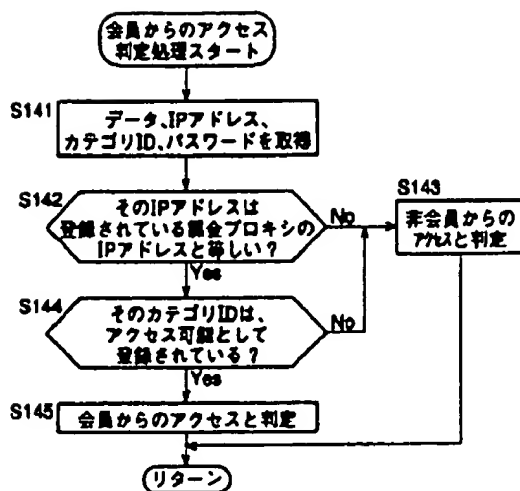 会員からのアクセス
判定処理スタート
S141
データ、IPアドレス、
カテゴリID、パスワードを取得
S142
そのIPアドレスは
登録されている課金プロキシの
IPアドレスと等しい？
No
Yes
S143
非会員からの
アクセスと判定
S144
そのカテゴリIDは、
アクセス可能として
登録されている？
No
Yes
S145
会員からのアクセスと判定
リターン